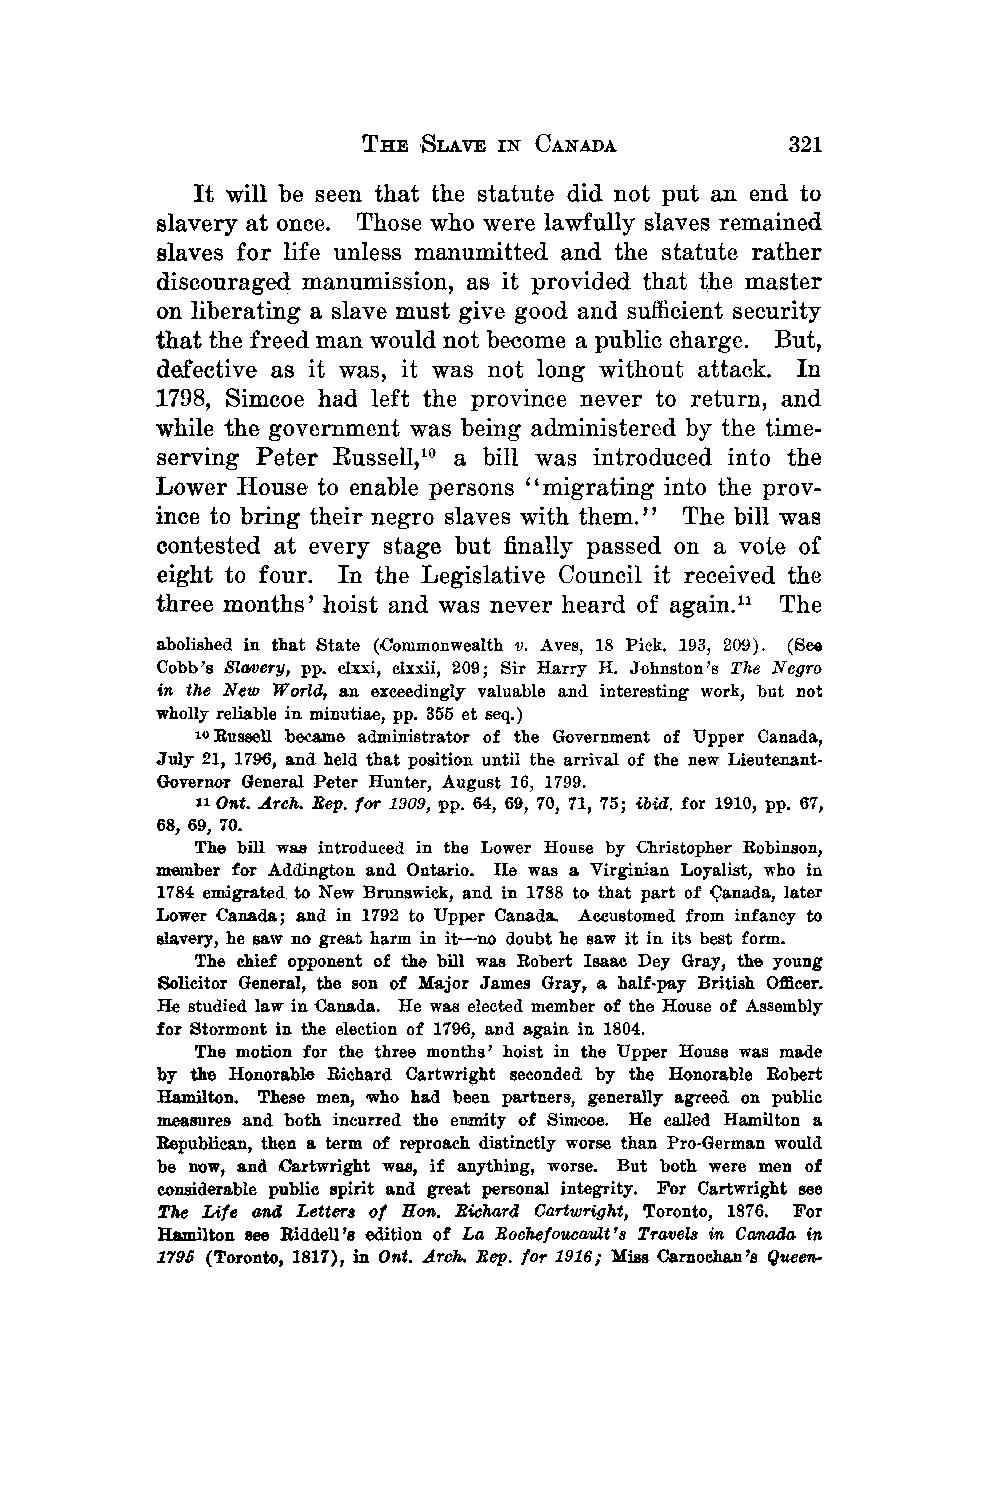 THE SLAVE IN CANADA 321
It will be seen that the statute did not put an end to
slavery at once. Those who were lawfully slaves remained
slaves for life unless manumitted and the statute rather
discouraged manumission, as it provided that the master
on liberating a slave must give good and sufficient security
that the freed man would not become a public charge. But,
defective as it was, it was not long without attack. In
1798, Simcoe had left the province never to return, and
while the government was being administered by the time-
serving Peter Russell,¹⁰ a bill was introduced into the
Lower House to enable persons ‘‘migrating into the prov-
ince to bring their negro slaves with them.’’ The bill was
contested at every stage but finally passed on a vote of
eight to four. In the Legislative Council it received the
three months’ hoist and was never heard of again.¹¹ The
abolished in that State (Commonwealth v. Aves, 18 Pick. 193, 209). (See
Cobb’s Slavery, pp. clxxi, clxxii, 209; Sir Harry H. Johnston’s The Negro
in the New World, an exceedingly valuable and interesting work, but not
wholly reliable in minutiae, pp. 355 et seq.)
¹⁰ Russell became administrator of the Government of Upper Canada,
July 21, 1796, and held that position until the arrival of the new Lieutenant-
Governor General Peter Hunter, August 16, 1799.
¹¹ Ont. Arch. Rep. for 1909, pp. 64, 69, 70, 71, 75; ibid. for 1910, pp. 67,
68, 69, 70.
The bill was introduced in the Lower House by Christopher Robinson,
member for Addington and Ontario. He was a Virginian Loyalist, who in
1784 emigrated to New Brunswick, and in 1788 to that part of Canada, later
Lower Canada; and in 1792 to Upper Canada. Accustomed from infancy to
slavery, he saw no great harm in it—no doubt he saw it in its best form.
The chief opponent of the bill was Robert Isaac Dey Gray, the young
Solicitor General, the son of Major James Gray, a half-pay British Officer.
He studied law in Canada. He was elected member of the House of Assembly
for Stormont in the election of 1796, and again in 1804.
The motion for the three months’ hoist in the Upper House was made
by the Honorable Richard Cartwright seconded by the Honorable Robert
Hamilton. These men, who had been partners, generally agreed on public
measures and both incurred the enmity of Simcoe. He called Hamilton a
Republican, then a term of reproach distinctly worse than Pro-German would
be now, and Cartwright was, if anything, worse. But both were men of
considerable public spirit and great personal integrity. For Cartwright see
The Life and Letters of Hon. Richard Cartwright, Toronto, 1876. For
Hamilton see Riddell’s edition of La Rochefoucault’s Travels in Canada in
1795 (Toronto, 1817), in Ont. Arch. Rep. for 1916; Miss Carnochan’s Queen-